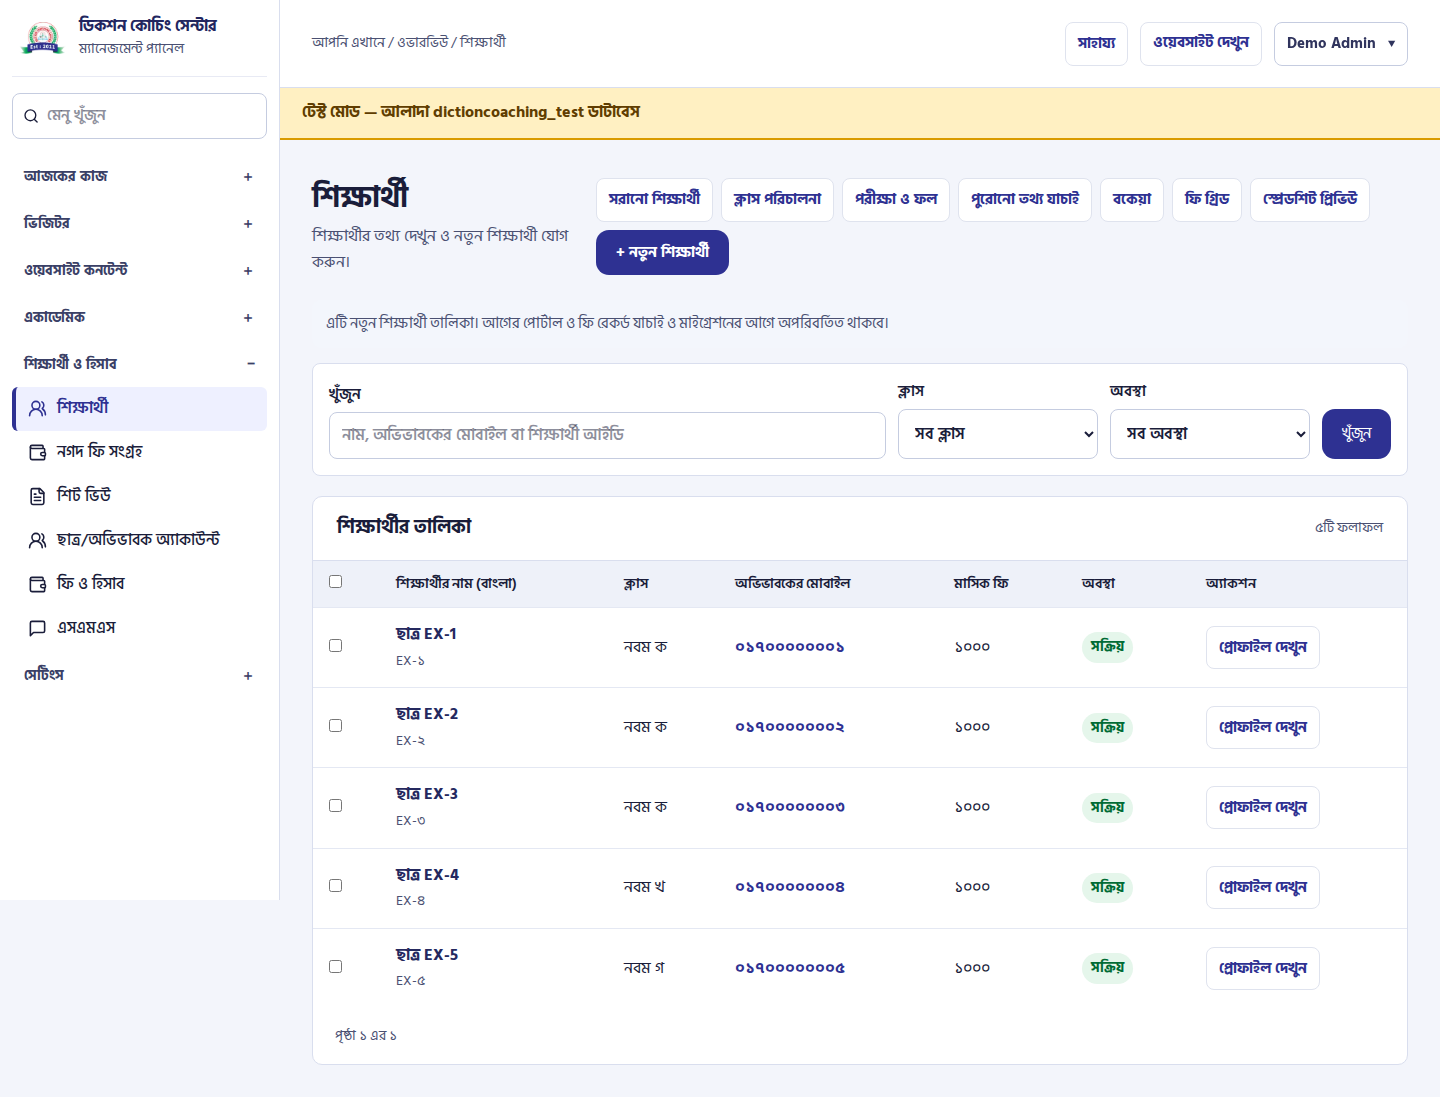 ডিকশন কোচিং সেন্টার
ম্যানেজমেন্ট প্যানেল
মেনু খুঁজুন
আজকের কাজ +
ভিজিটর +
ওয়েবসাইট কনটেন্ট +
একাডেমিক +
শিক্ষার্থী ও হিসাব −
শিক্ষার্থী
নগদ ফি সংগ্রহ
শিট ভিউ
ছাত্র/অভিভাবক অ্যাকাউন্ট
ফি ও হিসাব
এসএমএস
সেটিংস +
আপনি এখানে / ওভারভিউ / শিক্ষার্থী
সাহায্য
ওয়েবসাইট দেখুন
Demo Admin ▾
টেস্ট মোড — আলাদা dictioncoaching_test ডাটাবেস
শিক্ষার্থী
শিক্ষার্থীর তথ্য দেখুন ও নতুন শিক্ষার্থী যোগ
করুন।
সরানো শিক্ষার্থী ক্লাস পরিচালনা পরীক্ষা ও ফল পুরোনো তথ্য যাচাই বকেয়া ফি গ্রিড স্প্রেডশিট প্রিভিউ
+ নতুন শিক্ষার্থী
এটি নতুন শিক্ষার্থী তালিকা। আগের পোর্টাল ও ফি রেকর্ড যাচাই ও মাইগ্রেশনের আগে অপরিবর্তিত থাকবে।
খুঁজুন ক্লাস অবস্থা
নাম, অভিভাবকের মোবাইল বা শিক্ষার্থী আইডি সব ক্লাস সব অবস্থা খুঁজুন
শিক্ষার্থীর তালিকা ৫টি ফলাফল
শিক্ষার্থীর নাম (বাংলা) ক্লাস অভিভাবকের মোবাইল মাসিক ফি অবস্থা অ্যাকশন
ছাত্র EX-1
EX-১ নবম ক ০১৭০০০০০০০১ ১০০০ সক্রিয় প্রোফাইল দেখুন
ছাত্র EX-2
EX-২ নবম ক ০১৭০০০০০০০২ ১০০০ সক্রিয় প্রোফাইল দেখুন
ছাত্র EX-3
EX-৩ নবম ক ০১৭০০০০০০০৩ ১০০০ সক্রিয় প্রোফাইল দেখুন
ছাত্র EX-4
EX-৪ নবম খ ০১৭০০০০০০০৪ ১০০০ সক্রিয় প্রোফাইল দেখুন
ছাত্র EX-5
EX-৫ নবম গ ০১৭০০০০০০০৫ ১০০০ সক্রিয় প্রোফাইল দেখুন
পৃষ্ঠা ১ এর ১